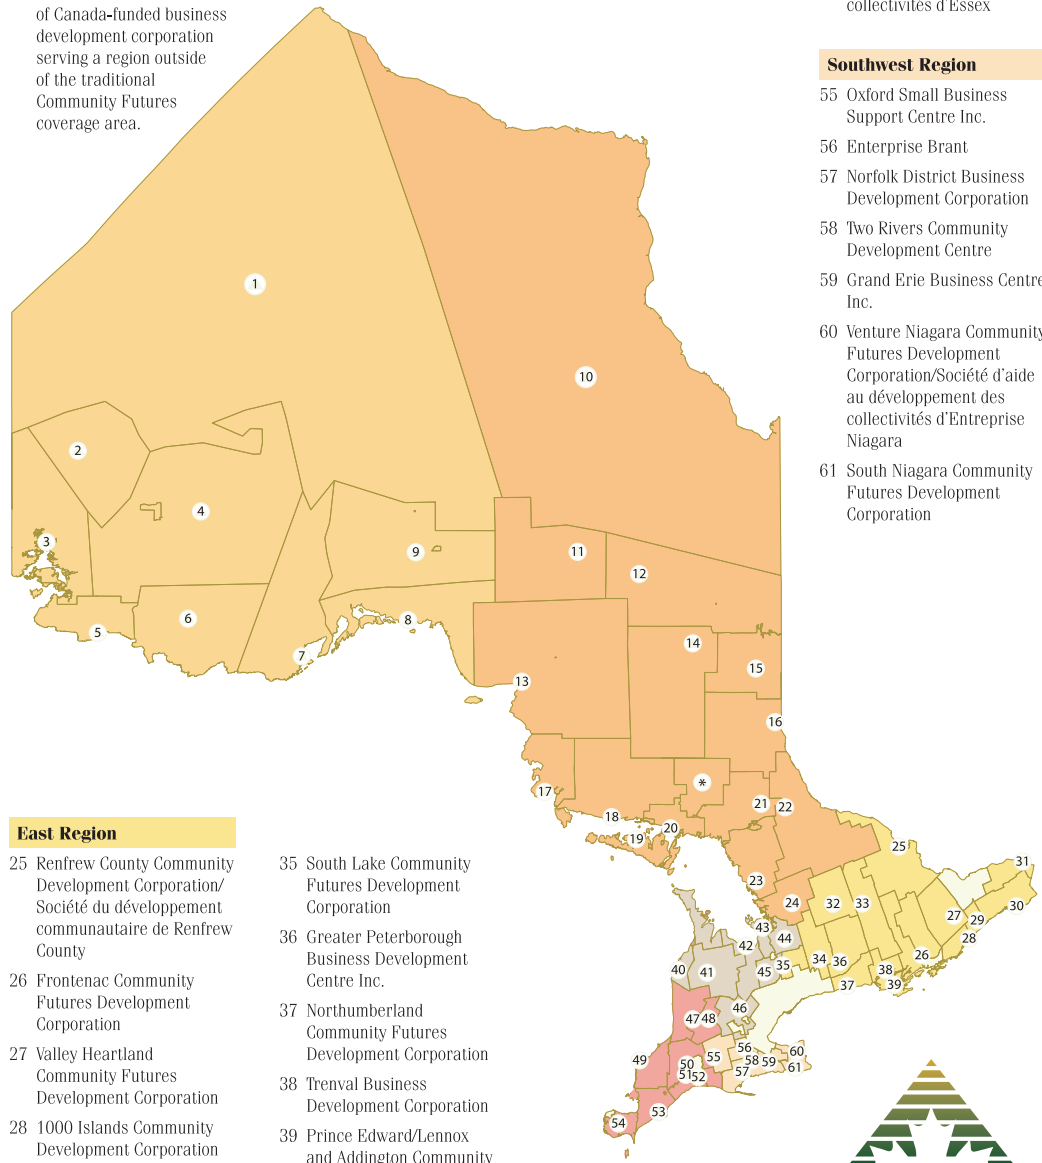 of Canada-funded business
development corporation
serving a region outside
of the traditional
Community Futures
coverage area.
collectivités d'Essex
Southwest Region
55 Oxford Small Business
Support Centre Inc.
56 Enterprise Brant
57 Norfolk District Business
Development Corporation
58 Two Rivers Community
Development Centre
59 Grand Erie Business Centre
Inc.
60 Venture Niagara Community
Futures Development
Corporation/Société d'aide
au développement des
collectivités d'Entreprise
Niagara
61 South Niagara Community
Futures Development
Corporation
1
10
2
4
3
9
11
12
6
8
5
14
7
15
13
16
*
17
21
22
18
20
19
25
31
23
24
32
33
30
27
29
43
44
42
28
26
34
36
35
40
41
45
38
37
39
46
47
48
56
60
49
55
50
58
59
61
51
52
57
53
54
East Region
25 Renfrew County Community
Development Corporation/
Société du développement
communautaire de Renfrew
County
26 Frontenac Community
Futures Development
Corporation
27 Valley Heartland
Community Futures
Development Corporation
28 1000 Islands Community
Development Corporation
35 South Lake Community
Futures Development
Corporation
36 Greater Peterborough
Business Development
Centre Inc.
37 Northumberland
Community Futures
Development Corporation
38 Trenval Business
Development Corporation
39 Prince Edward/Lennox
and Addington Community